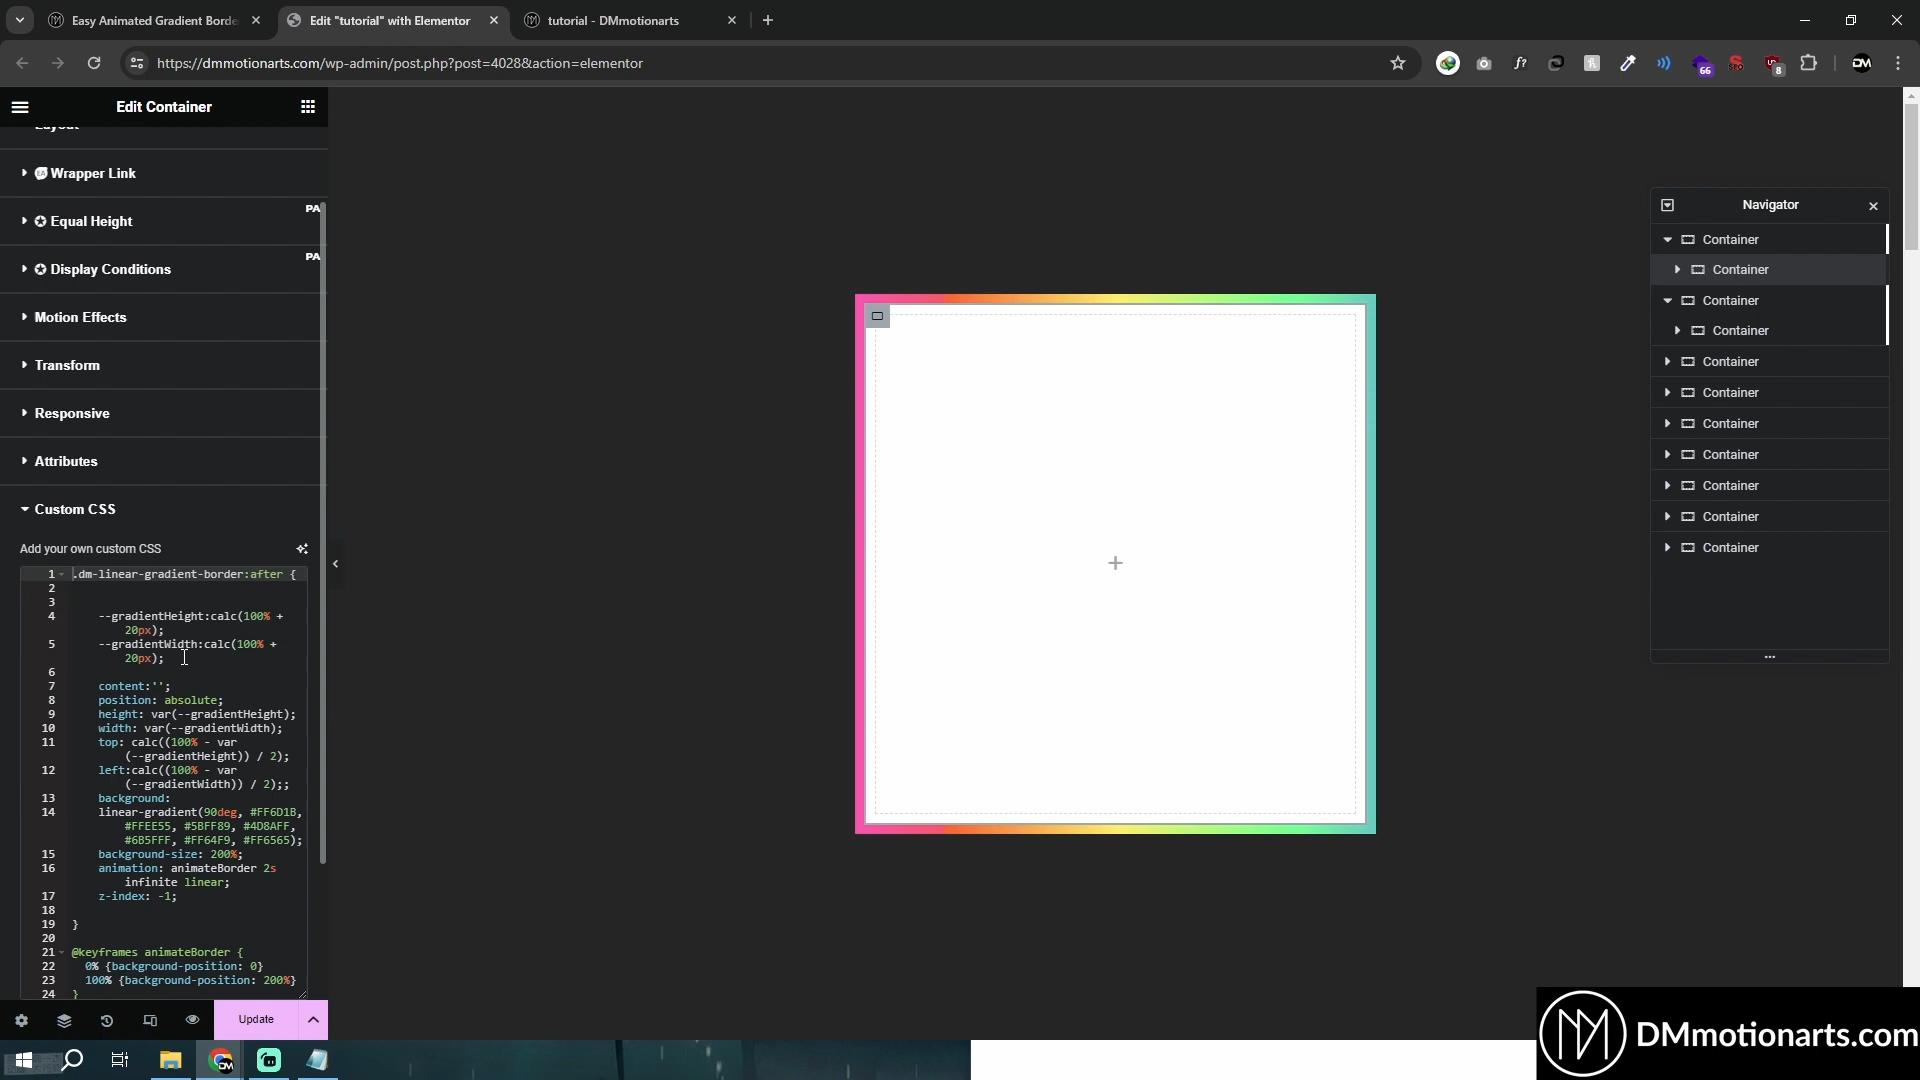 Easy Animated Gradient Borde
Edit "tutorial" with Elementor
tutorial - DMmotionarts
https://dmmotionarts.com/wp-admin/post.php?post=4028&action=elementor
f?
66
SEO
8
DM
Edit Container
Layout
Wrapper Link
PA
Equal Height
PA
Display Conditions
Motion Effects
Transform
Responsive
Attributes
Custom CSS
Add your own custom CSS
1 .dm-linear-gradient-border:after {
2
3
4 --gradientHeight:calc(100% +
20px);
5 --gradientWidth:calc(100% +
20px);
6
7 content:'';
8 position: absolute;
9 height: var(--gradientHeight);
10 width: var(--gradientWidth);
11 top: calc((100% - var
(--gradientHeight)) / 2);
12 left:calc((100% - var
(--gradientWidth)) / 2);;
13 background:
14 linear-gradient(90deg, #FF6D1B,
#FFEE55, #5BFF89, #4D8AFF,
#6B5FFF, #FF64F9, #FF6565);
15 background-size: 200%;
16 animation: animateBorder 2s
infinite linear;
17 z-index: -1;
18
19 }
20
21 @keyframes animateBorder {
22 0% {background-position: 0}
23 100% {background-position: 200%}
24 }
Update
Navigator
Container
Container
Container
Container
Container
Container
Container
Container
Container
Container
Container
DMmotionarts.com